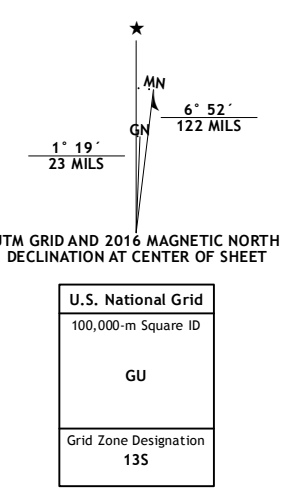 ★
MN
GN
6° 52´
122 MILS
1° 19´
23 MILS
UTM GRID AND 2016 MAGNETIC NORTH
DECLINATION AT CENTER OF SHEET
U.S. National Grid
100,000-m Square ID
GU
Grid Zone Designation
13S